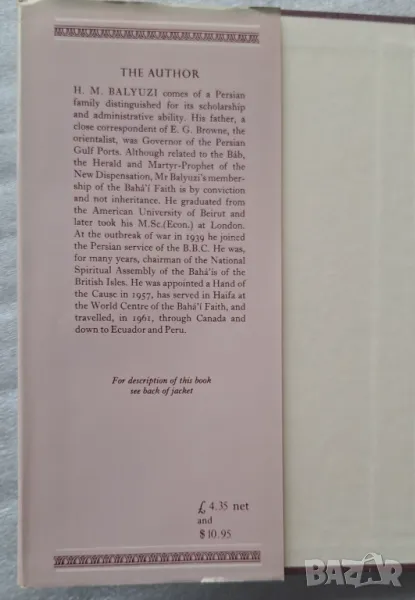 THE AUTHOR
H. M. BALYUZI comes of a Persian
family distinguished for its scholarship
and administrative ability. His father, a
close correspondent of E. G. Browne, the
orientalist, was Governor of the Persian
Gulf Ports. Although related to the Báb,
the Herald and Martyr-Prophet of the
New Dispensation, Mr Balyuzi's member-
ship of the Bahá'í Faith is by conviction
and not inheritance. He graduated from
the American University of Beirut and
later took his M.Sc.(Econ.) at London.
At the outbreak of war in 1939 he joined
the Persian service of the B.B.C. He was,
for many years, chairman of the National
Spiritual Assembly of the Bahá'ís of the
British Isles. He was appointed a Hand of
the Cause in 1957, has served in Haifa at
the World Centre of the Bahá'í Faith, and
travelled, in 1961, through Canada and
down to Ecuador and Peru.
For description of this book
see back of jacket
£ 4.35 net
and
$ 10.95
BAZAR